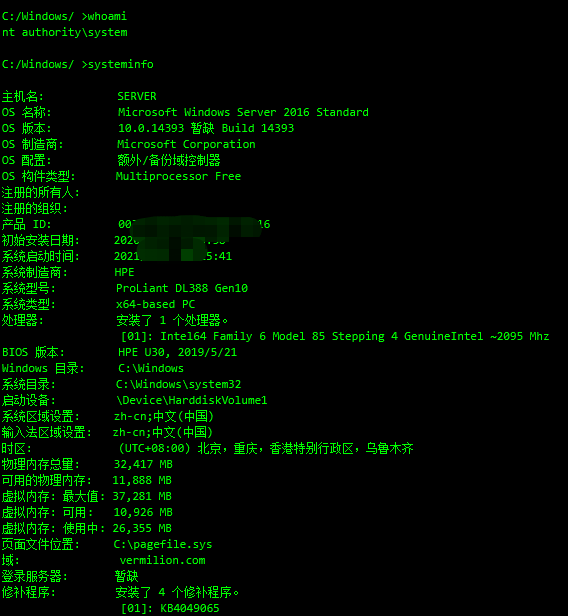 C:/Windows/ >whoami
nt authority\system
C:/Windows/ >systeminfo
主机名: SERVER
OS 名称: Microsoft Windows Server 2016 Standard
OS 版本: 10.0.14393 暂缺 Build 14393
OS 制造商: Microsoft Corporation
OS 配置: 额外/备份域控制器
OS 构件类型: Multiprocessor Free
注册的所有人:
注册的组织:
产品 ID:
初始安装日期:
系统启动时间:
系统制造商: HPE
系统型号: ProLiant DL388 Gen10
系统类型: x64-based PC
处理器: 安装了 1 个处理器。
[01]: Intel64 Family 6 Model 85 Stepping 4 GenuineIntel ~2095 Mhz
BIOS 版本: HPE U30, 2019/5/21
Windows 目录: C:\Windows
系统目录: C:\Windows\system32
启动设备: \Device\HarddiskVolume1
系统区域设置: zh-cn;中文(中国)
输入法区域设置: zh-cn;中文(中国)
时区: (UTC+08:00) 北京，重庆，香港特别行政区，乌鲁木齐
物理内存总量: 32,417 MB
可用的物理内存: 11,888 MB
虚拟内存: 最大值: 37,281 MB
虚拟内存: 可用: 10,926 MB
虚拟内存: 使用中: 26,355 MB
页面文件位置: C:\pagefile.sys
域: vermilion.com
登录服务器: 暂缺
修补程序: 安装了 4 个修补程序。
[01]: KB4049065